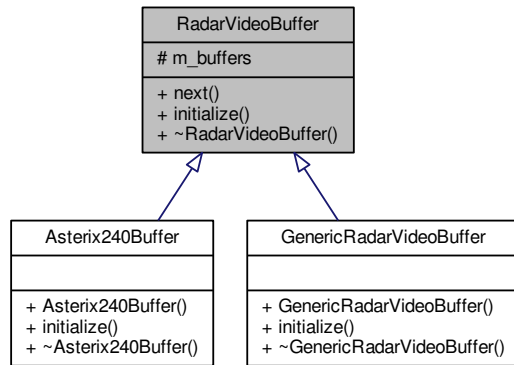 RadarVideoBuffer
# m_buffers
+ next()
+ initialize()
+ ~RadarVideoBuffer()
Asterix240Buffer
+ Asterix240Buffer()
+ initialize()
+ ~Asterix240Buffer()
GenericRadarVideoBuffer
+ GenericRadarVideoBuffer()
+ initialize()
+ ~GenericRadarVideoBuffer()